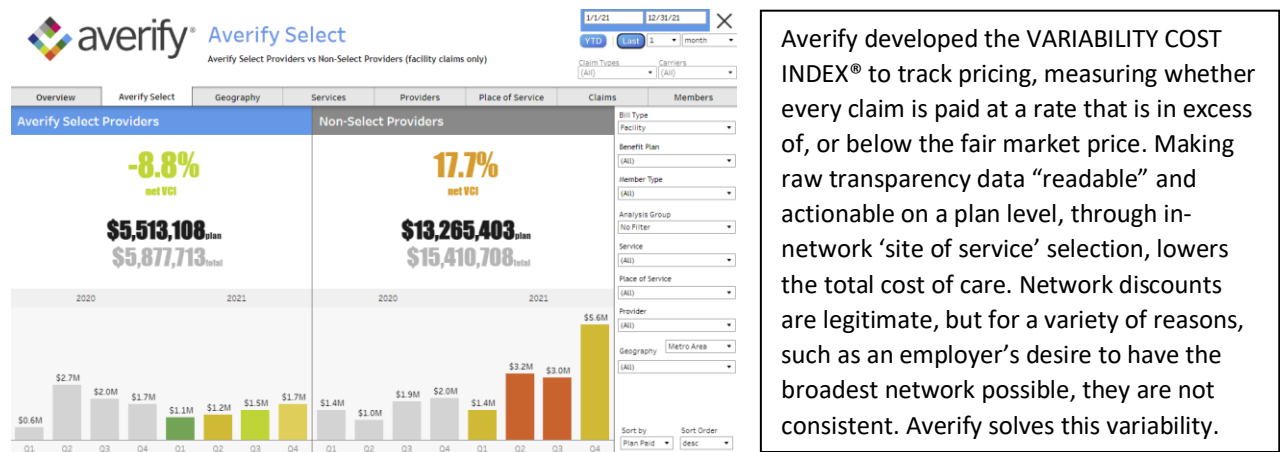 averify®
Averify Select
Averify Select Providers vs Non-Select Providers (facility claims only)
1/1/21 12/31/21
YTD Last 1 month
Claim Types Carriers
(All) (All)
Overview Averify Select Geography Services Providers Place of Service Claims Members
Averify Select Providers
-8.8%
net VCI
$5,513,108 plan
$5,877,713 total
Non-Select Providers
17.7%
net VCI
$13,265,403 plan
$15,410,708 total
2020 2021
$0.6M $2.7M $2.0M $1.7M $1.1M $1.2M $1.5M $1.7M
Q1 Q2 Q3 Q4 Q1 Q2 Q3 Q4
2020 2021
$1.4M $1.0M $1.9M $2.0M $1.4M $3.2M $3.0M $5.6M
Q1 Q2 Q3 Q4 Q1 Q2 Q3 Q4
Bill Type
Facility
Benefit Plan
(All)
Member Type
(All)
Analysis Group
No Filter
Service
(All)
Place of Service
(All)
Provider
(All)
Geography Metro Area
(All)
Sort by Sort Order
Plan Paid desc
Averify developed the VARIABILITY COST
INDEX® to track pricing, measuring whether
every claim is paid at a rate that is in excess
of, or below the fair market price. Making
raw transparency data “readable” and
actionable on a plan level, through in-
network ‘site of service’ selection, lowers
the total cost of care. Network discounts
are legitimate, but for a variety of reasons,
such as an employer’s desire to have the
broadest network possible, they are not
consistent. Averify solves this variability.